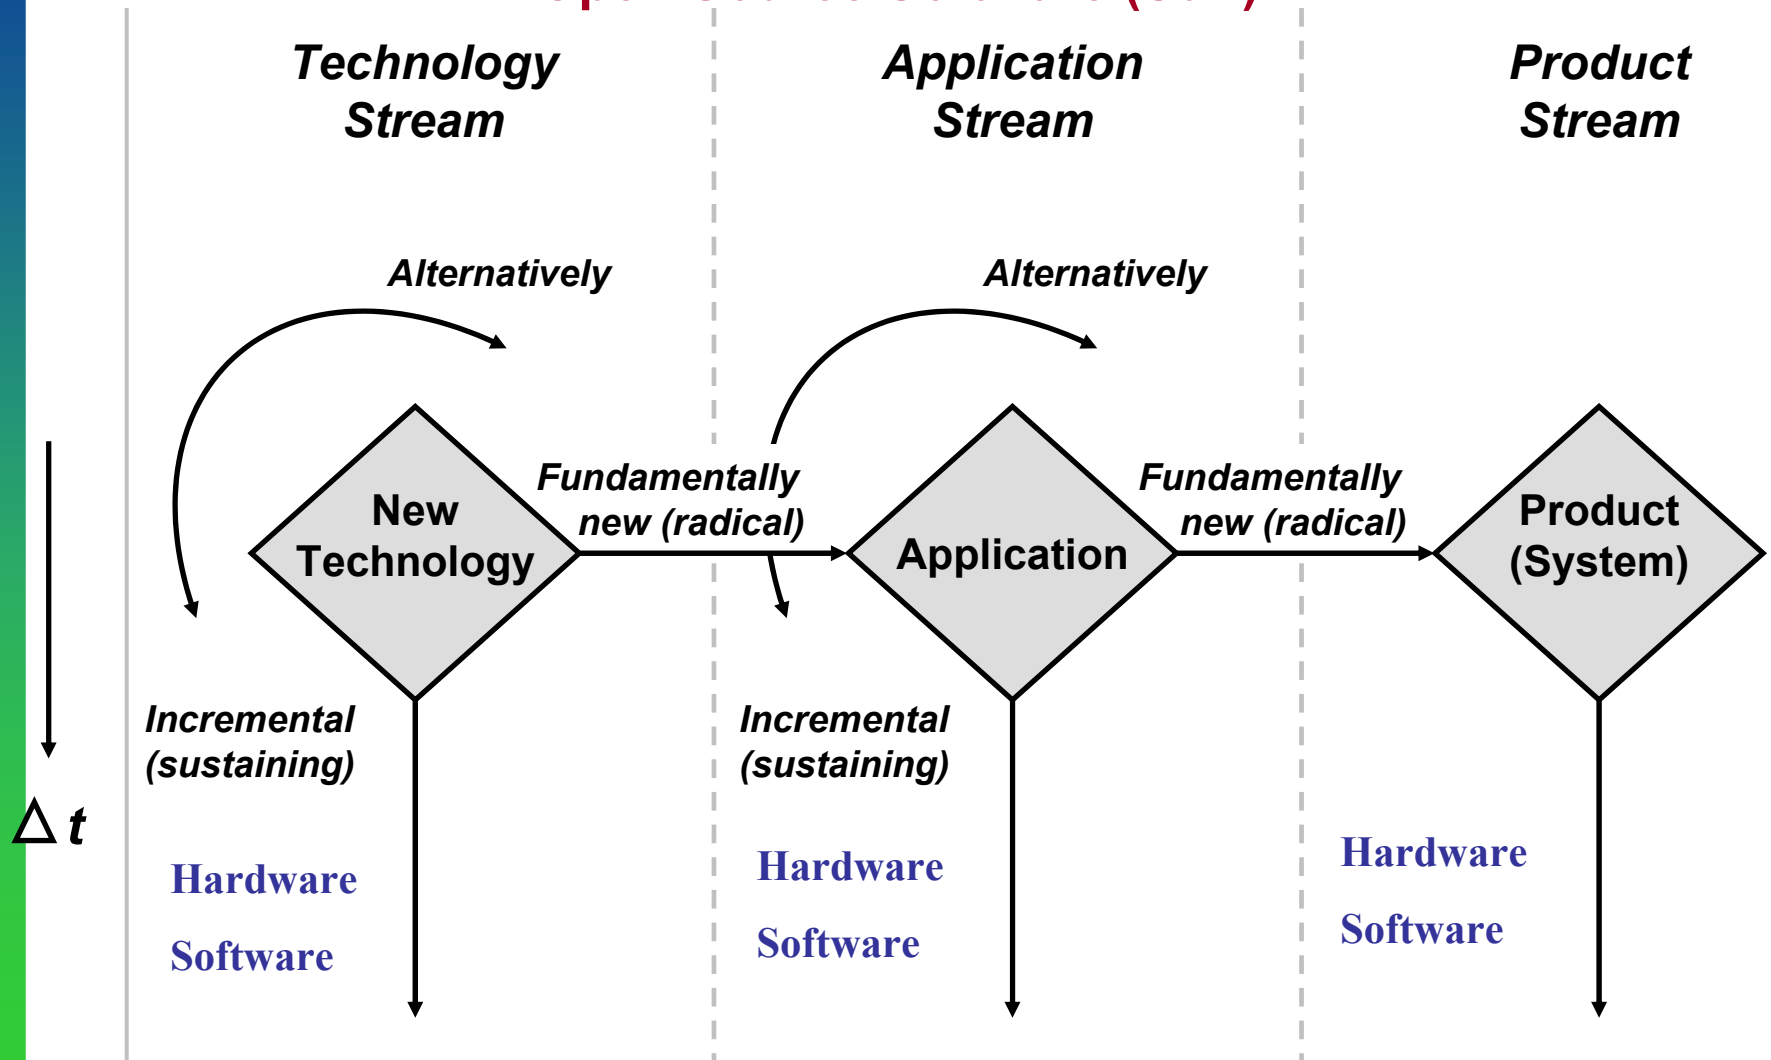 Technology
Stream
Application
Stream
Product
Stream
Alternatively
Alternatively
Fundamentally
new (radical)
Fundamentally
new (radical)
New
Technology
Application
Product
(System)
Incremental
(sustaining)
Incremental
(sustaining)
Δ t
Hardware
Software
Hardware
Software
Hardware
Software